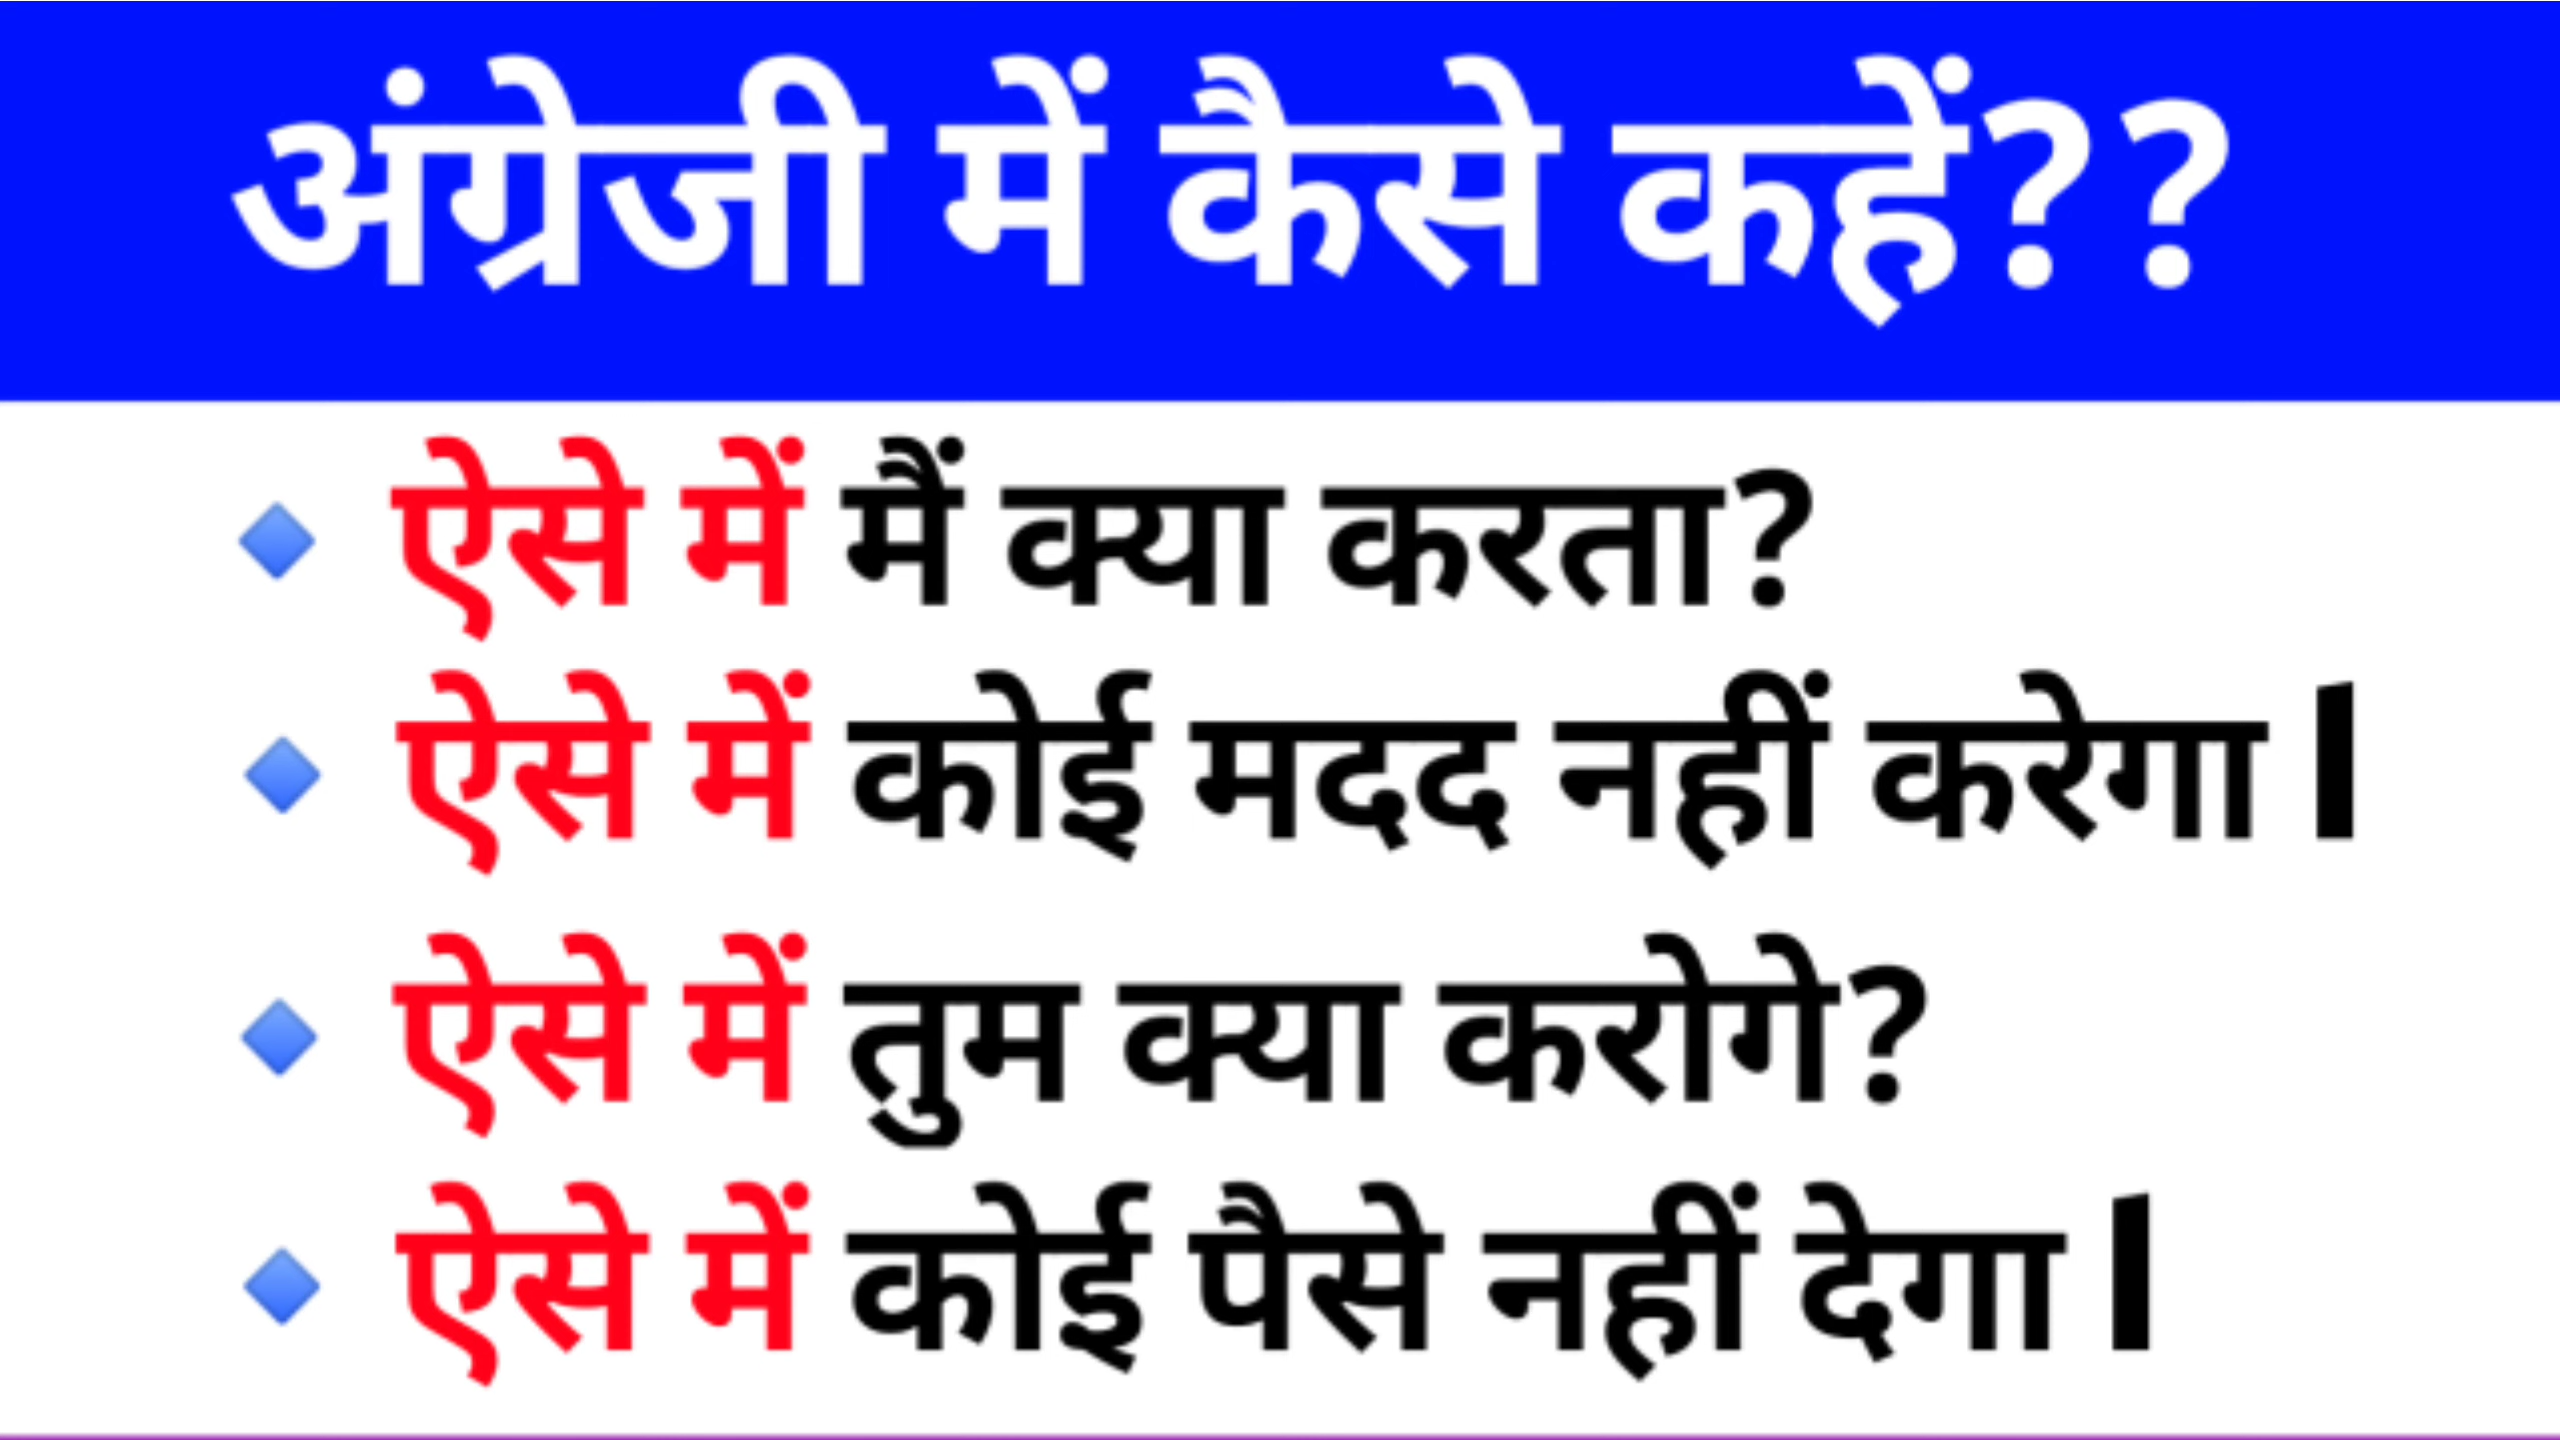 अंग्रेजी में कैसे कहें??
🔹 ऐसे में मैं क्या करता?
🔹 ऐसे में कोई मदद नहीं करेगा l
🔹 ऐसे में तुम क्या करोगे?
🔹 ऐसे में कोई पैसे नहीं देगा l